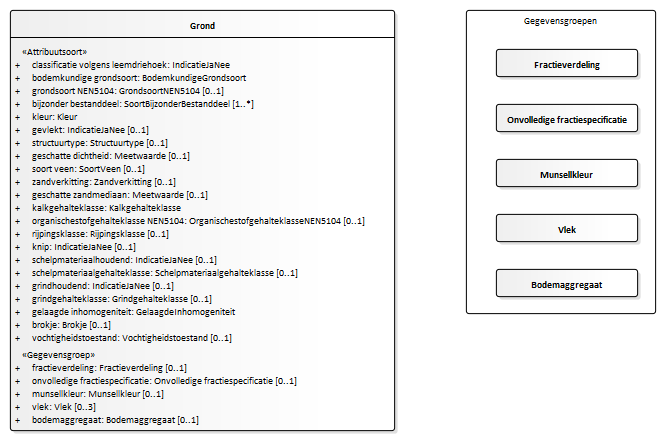 Grond
«Attribuutsoort»
+ classificatie volgens leemdriehoek: IndicatieJaNee
+ bodemkundige grondsoort: BodemkundigeGrondsoort
+ grondsoort NEN5104: GrondsoortNEN5104 [0..1]
+ bijzonder bestanddeel: SoortBijzonderBestanddeel [1..*]
+ kleur: Kleur
+ gevlekt: IndicatieJaNee [0..1]
+ structuurtype: Structuurtype [0..1]
+ geschatte dichtheid: Meetwaarde [0..1]
+ soort veen: SoortVeen [0..1]
+ zandverkitting: Zandverkitting [0..1]
+ geschatte zandmediaan: Meetwaarde [0..1]
+ kalkgehalteklasse: Kalkgehalteklasse
+ organischestofgehalteklasse NEN5104: OrganischestofgehalteklasseNEN5104 [0..1]
+ rijpingsklasse: Rijpingsklasse [0..1]
+ knip: IndicatieJaNee [0..1]
+ schelpmateriaalhoudend: IndicatieJaNee [0..1]
+ schelpmateriaalgehalteklasse: Schelpmateriaalgehalteklasse [0..1]
+ grindhoudend: IndicatieJaNee [0..1]
+ grindgehalteklasse: Grindgehalteklasse [0..1]
+ gelaagde inhomogeniteit: GelaagdeInhomogeniteit
+ brokje: Brokje [0..1]
+ vochtigheidstoestand: Vochtigheidstoestand [0..1]
«Gegevensgroep»
+ fractieverdeling: Fractieverdeling [0..1]
+ onvolledige fractiespecificatie: Onvolledige fractiespecificatie [0..1]
+ munsellkleur: Munsellkleur [0..1]
+ vlek: Vlek [0..3]
+ bodemaggregaat: Bodemaggregaat [0..1]
Gegevensgroepen
Fractieverdeling
Onvolledige fractiespecificatie
Munsellkleur
Vlek
Bodemaggregaat